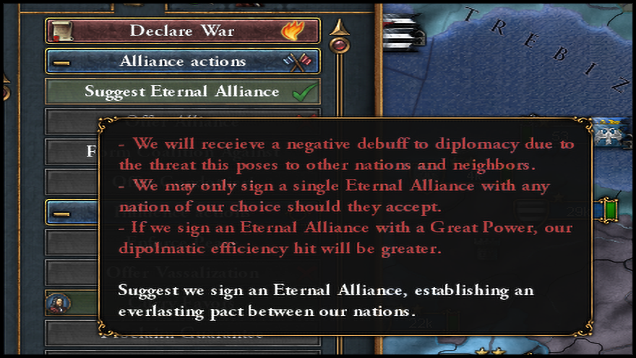 Declare War
TREBIZ
Alliance actions
Suggest Eternal Alliance
- We will receieve a negative debuff to diplomacy due to
the threat this poses to other nations and neighbors.
- We may only sign a single Eternal Alliance with any
nation of our choice should they accept.
- If we sign an Eternal Alliance with a Great Power, our
dipolmatic efficiency hit will be greater.
Suggest we sign an Eternal Alliance, establishing an
everlasting pact between our nations.